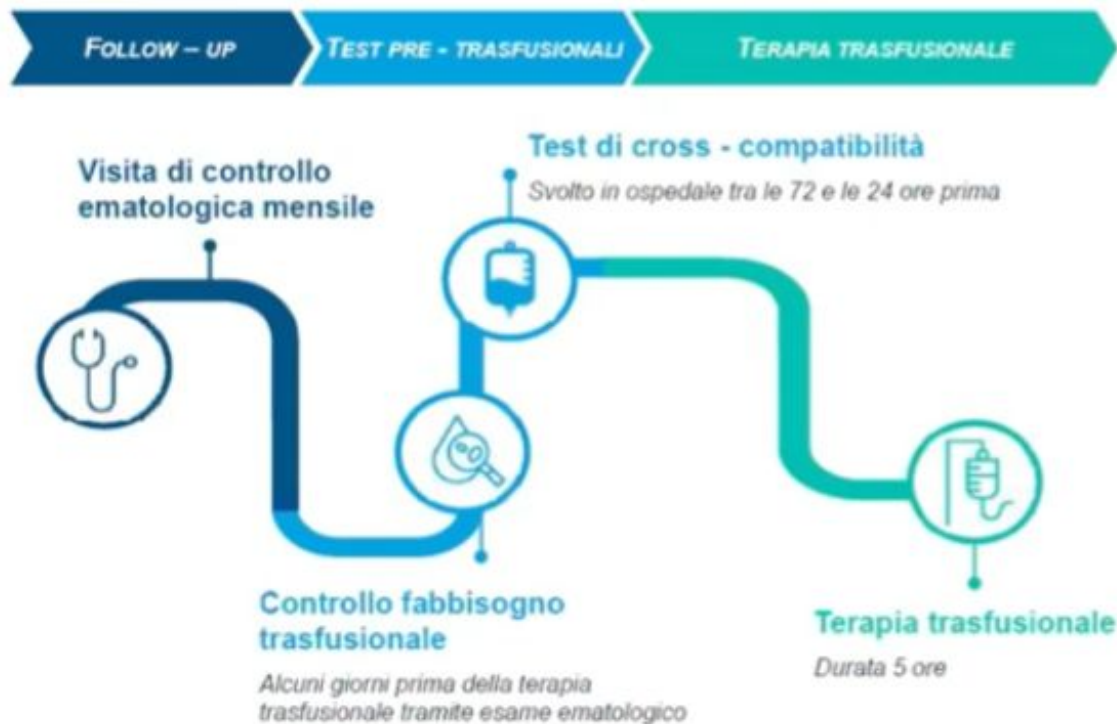 FOLLOW – UP
TEST PRE - TRASFUSIONALI
TERAPIA TRASFUSIONALE
Visita di controllo
ematologica mensile
Test di cross - compatibilità
Svolto in ospedale tra le 72 e le 24 ore prima
Controllo fabbisogno
trasfusionale
Alcuni giorni prima della terapia
trasfusionale tramite esame ematologico
Terapia trasfusionale
Durata 5 ore